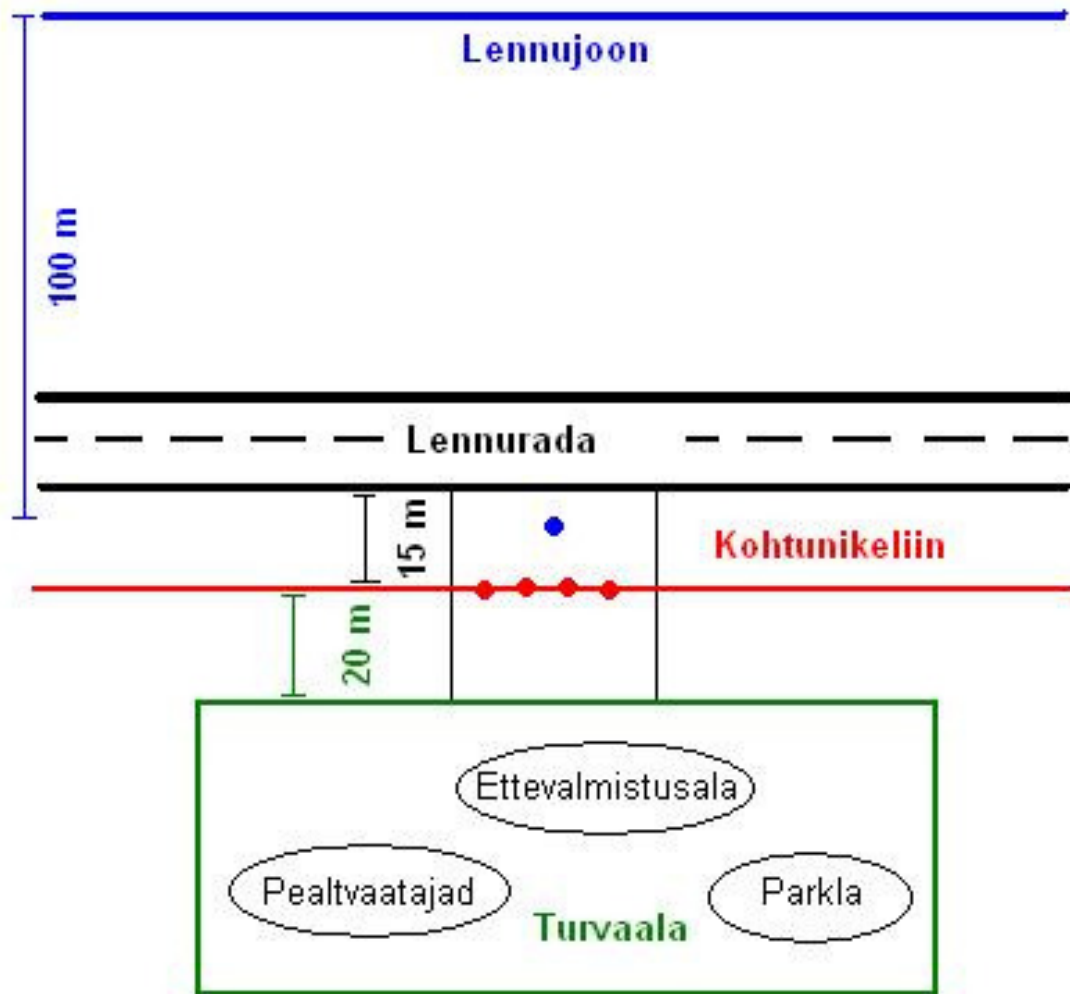 Lennujoon
100 m
Lennurada
15 m
Kohtunikeliin
20 m
Ettevalmistusala
Pealtvaatajad
Parkla
Turvaala